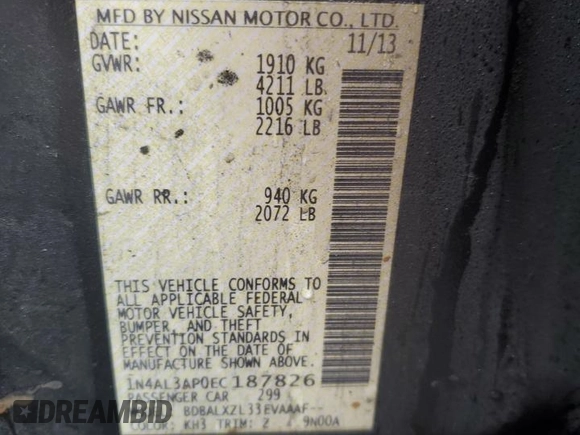 MFD BY NISSAN MOTOR CO., LTD.
DATE: 11/13
GVWR: 1910 KG
4211 LB
GAWR FR.: 1005 KG
2216 LB
GAWR RR.: 940 KG
2072 LB
THIS VEHICLE CONFORMS TO
ALL APPLICABLE FEDERAL
MOTOR VEHICLE SAFETY,
BUMPER, AND THEFT
PREVENTION STANDARDS IN
EFFECT ON THE DATE OF
MANUFACTURE SHOWN ABOVE.
1N4AL3AP0EC187826
PASSENGER CAR 299
BDBALXZL33EVAAAF--
COLOR: KH3 TRIM: 2 9N00A
DREAMBID